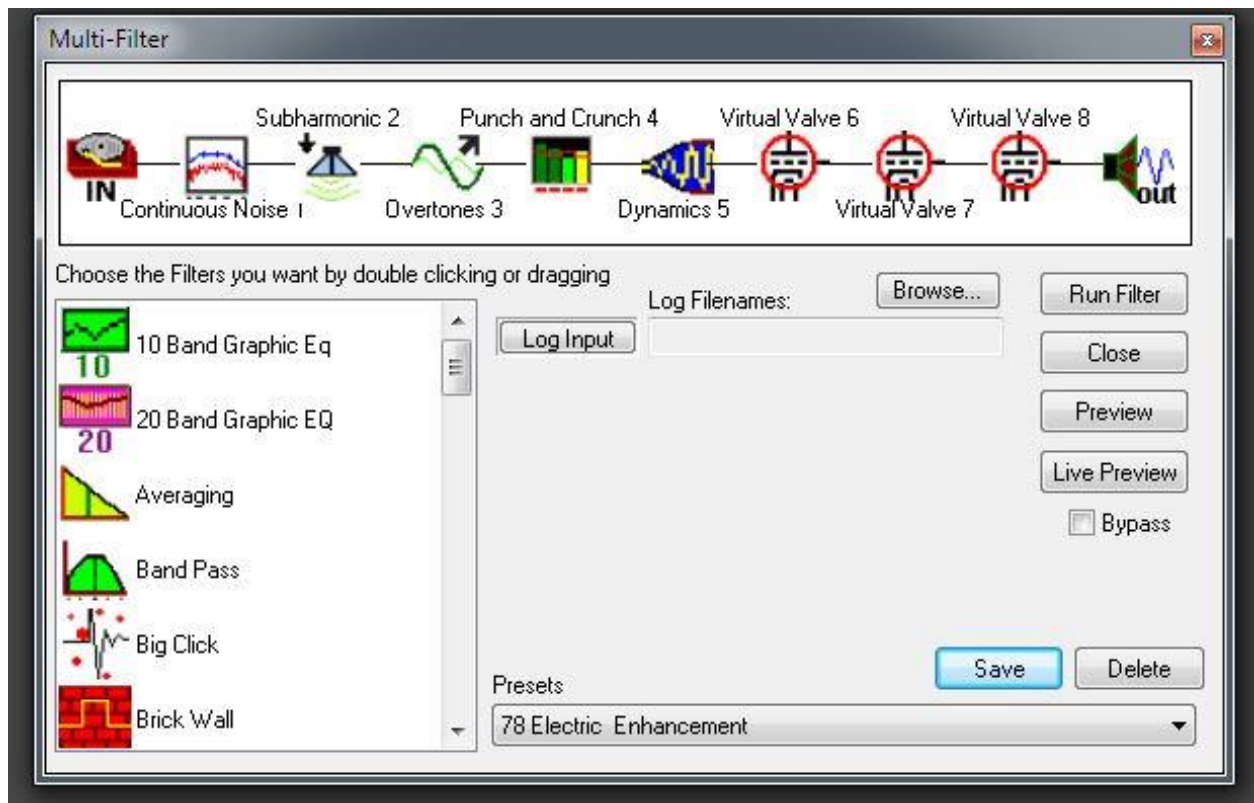 Multi-Filter
Subharmonic 2 Punch and Crunch 4 Virtual Valve 6 Virtual Valve 8
IN out
Continuous Noise 1 Overtones 3 Dynamics 5 Virtual Valve 7
Choose the Filters you want by double clicking or dragging
Log Filenames: Browse... Run Filter
10
10 Band Graphic Eq
Log Input
Close
20
20 Band Graphic EQ
Preview
Averaging
Live Preview
Bypass
Band Pass
Big Click
Save Delete
Presets
Brick Wall
78 Electric Enhancement